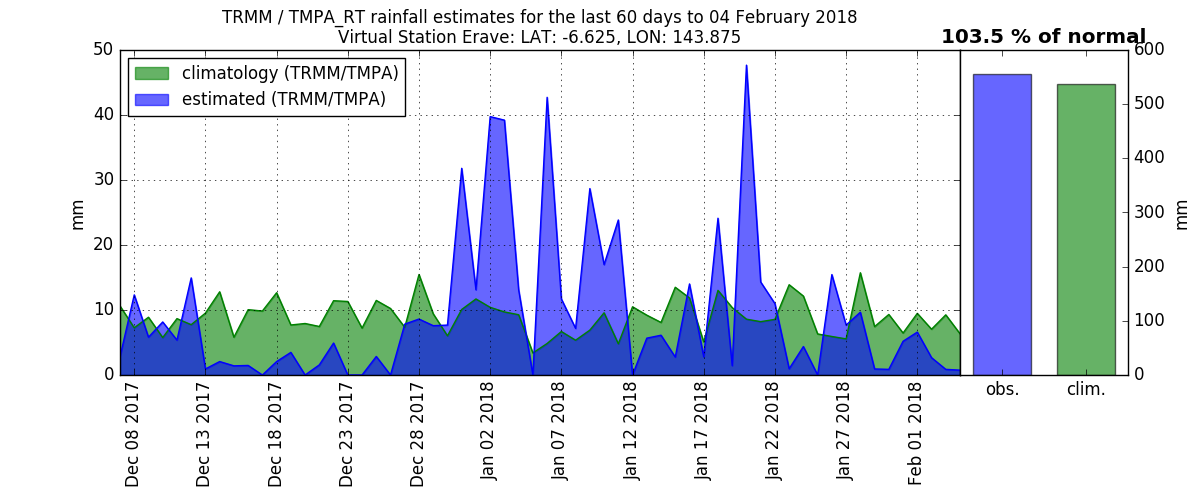 TRMM / TMPA_RT rainfall estimates for the last 60 days to 04 February 2018
Virtual Station Erave: LAT: -6.625, LON: 143.875
103.5 % of normal
climatology (TRMM/TMPA)
estimated (TRMM/TMPA)
mm
50
40
30
20
10
0
Dec 08 2017
Dec 13 2017
Dec 18 2017
Dec 23 2017
Dec 28 2017
Jan 02 2018
Jan 07 2018
Jan 12 2018
Jan 17 2018
Jan 22 2018
Jan 27 2018
Feb 01 2018
obs.
clim.
600
500
400
300
200
100
0
mm